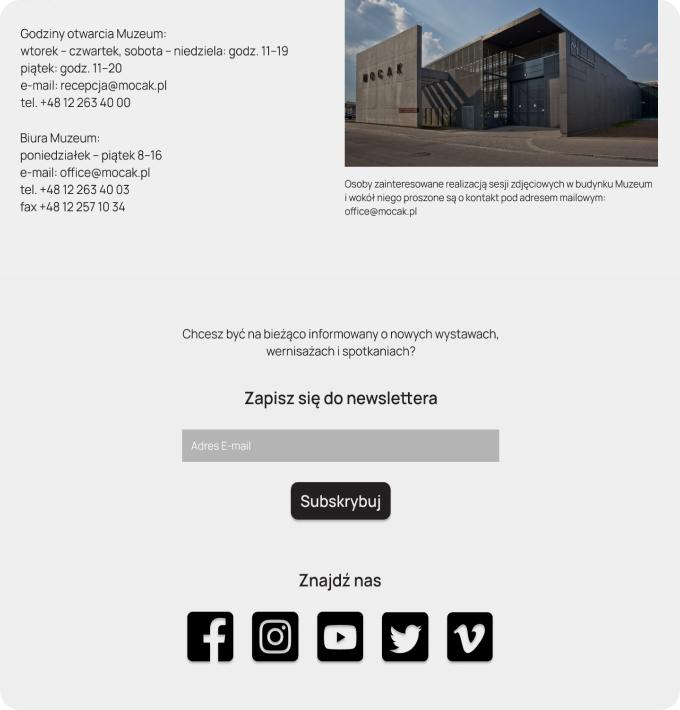 Godziny otwarcia Muzeum:
wtorek – czwartek, sobota – niedziela: godz. 11–19
piątek: godz. 11–20
e-mail: recepcja@mocak.pl
tel. +48 12 263 40 00
Biura Muzeum:
poniedziałek – piątek 8–16
e-mail: office@mocak.pl
tel. +48 12 263 40 03
fax +48 12 257 10 34
MOCAK
Osoby zainteresowane realizacją sesji zdjęciowych w budynku Muzeum
i wokół niego proszone są o kontakt pod adresem mailowym:
office@mocak.pl
Chcesz być na bieżąco informowany o nowych wystawach,
wernisażach i spotkaniach?
Zapisz się do newslettera
Adres E-mail
Subskrybuj
Znajdź nas